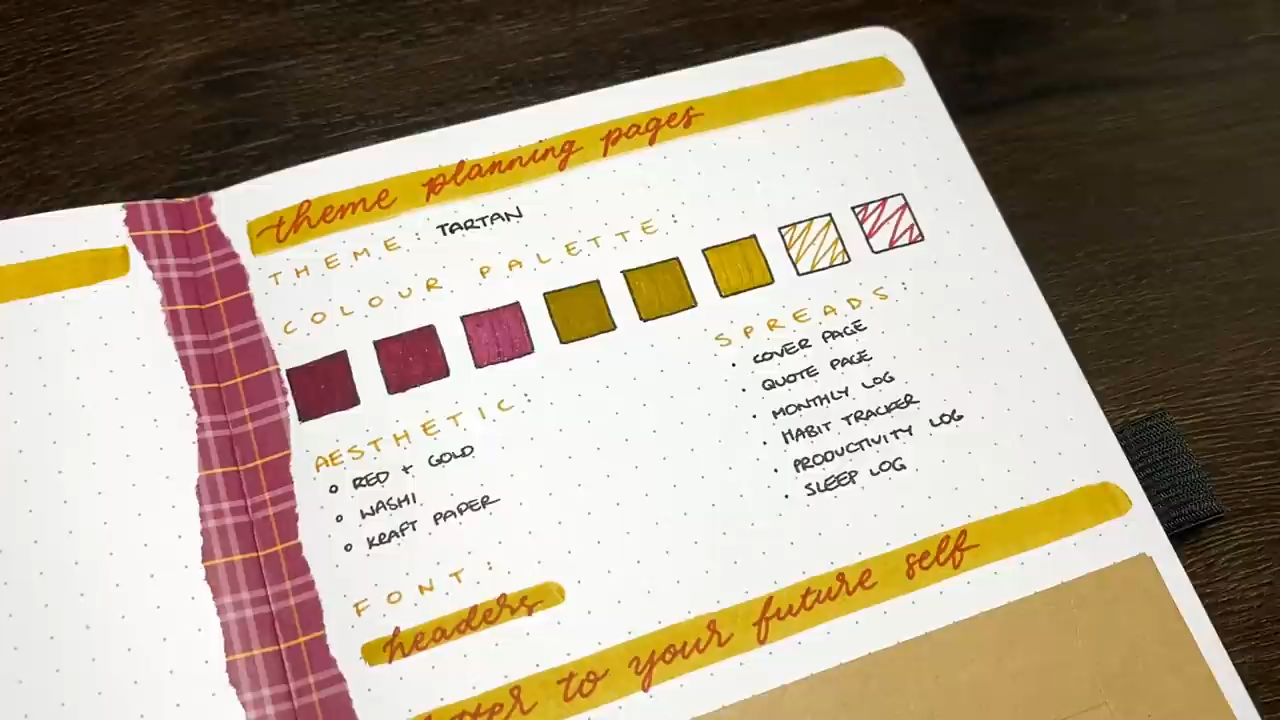 theme planning pages
THEME: TARTAN
COLOUR PALETTE:
AESTHETIC:
RED + GOLD
WASHI
KRAFT PAPER
SPREADS:
COVER PAGE
QUOTE PAGE
MONTHLY LOG
HABIT TRACKER
PRODUCTIVITY LOG
SLEEP LOG
FONT:
headers
to your future self